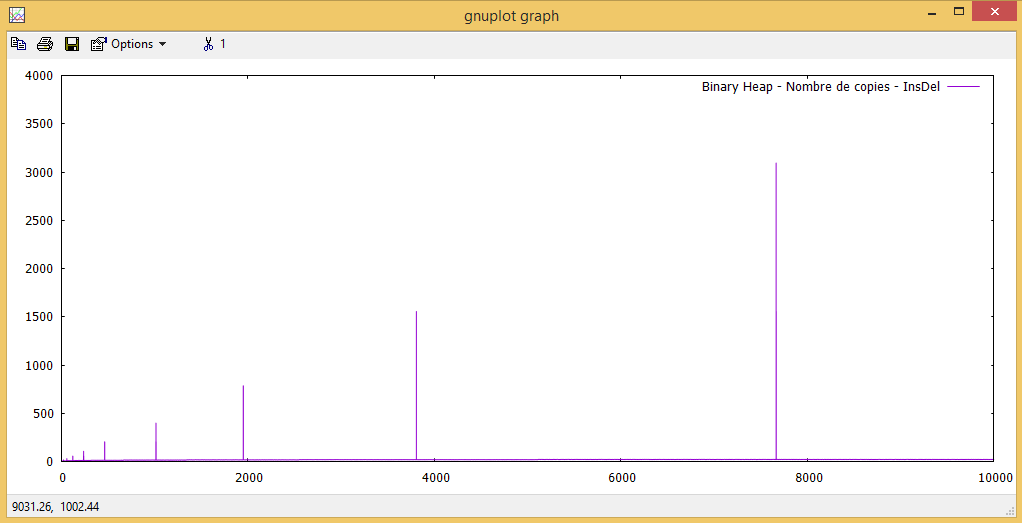 gnuplot graph
Options 1
Binary Heap - Nombre de copies - InsDel
4000
3500
3000
2500
2000
1500
1000
500
0
0 2000 4000 6000 8000 10000
9031.26, 1002.44